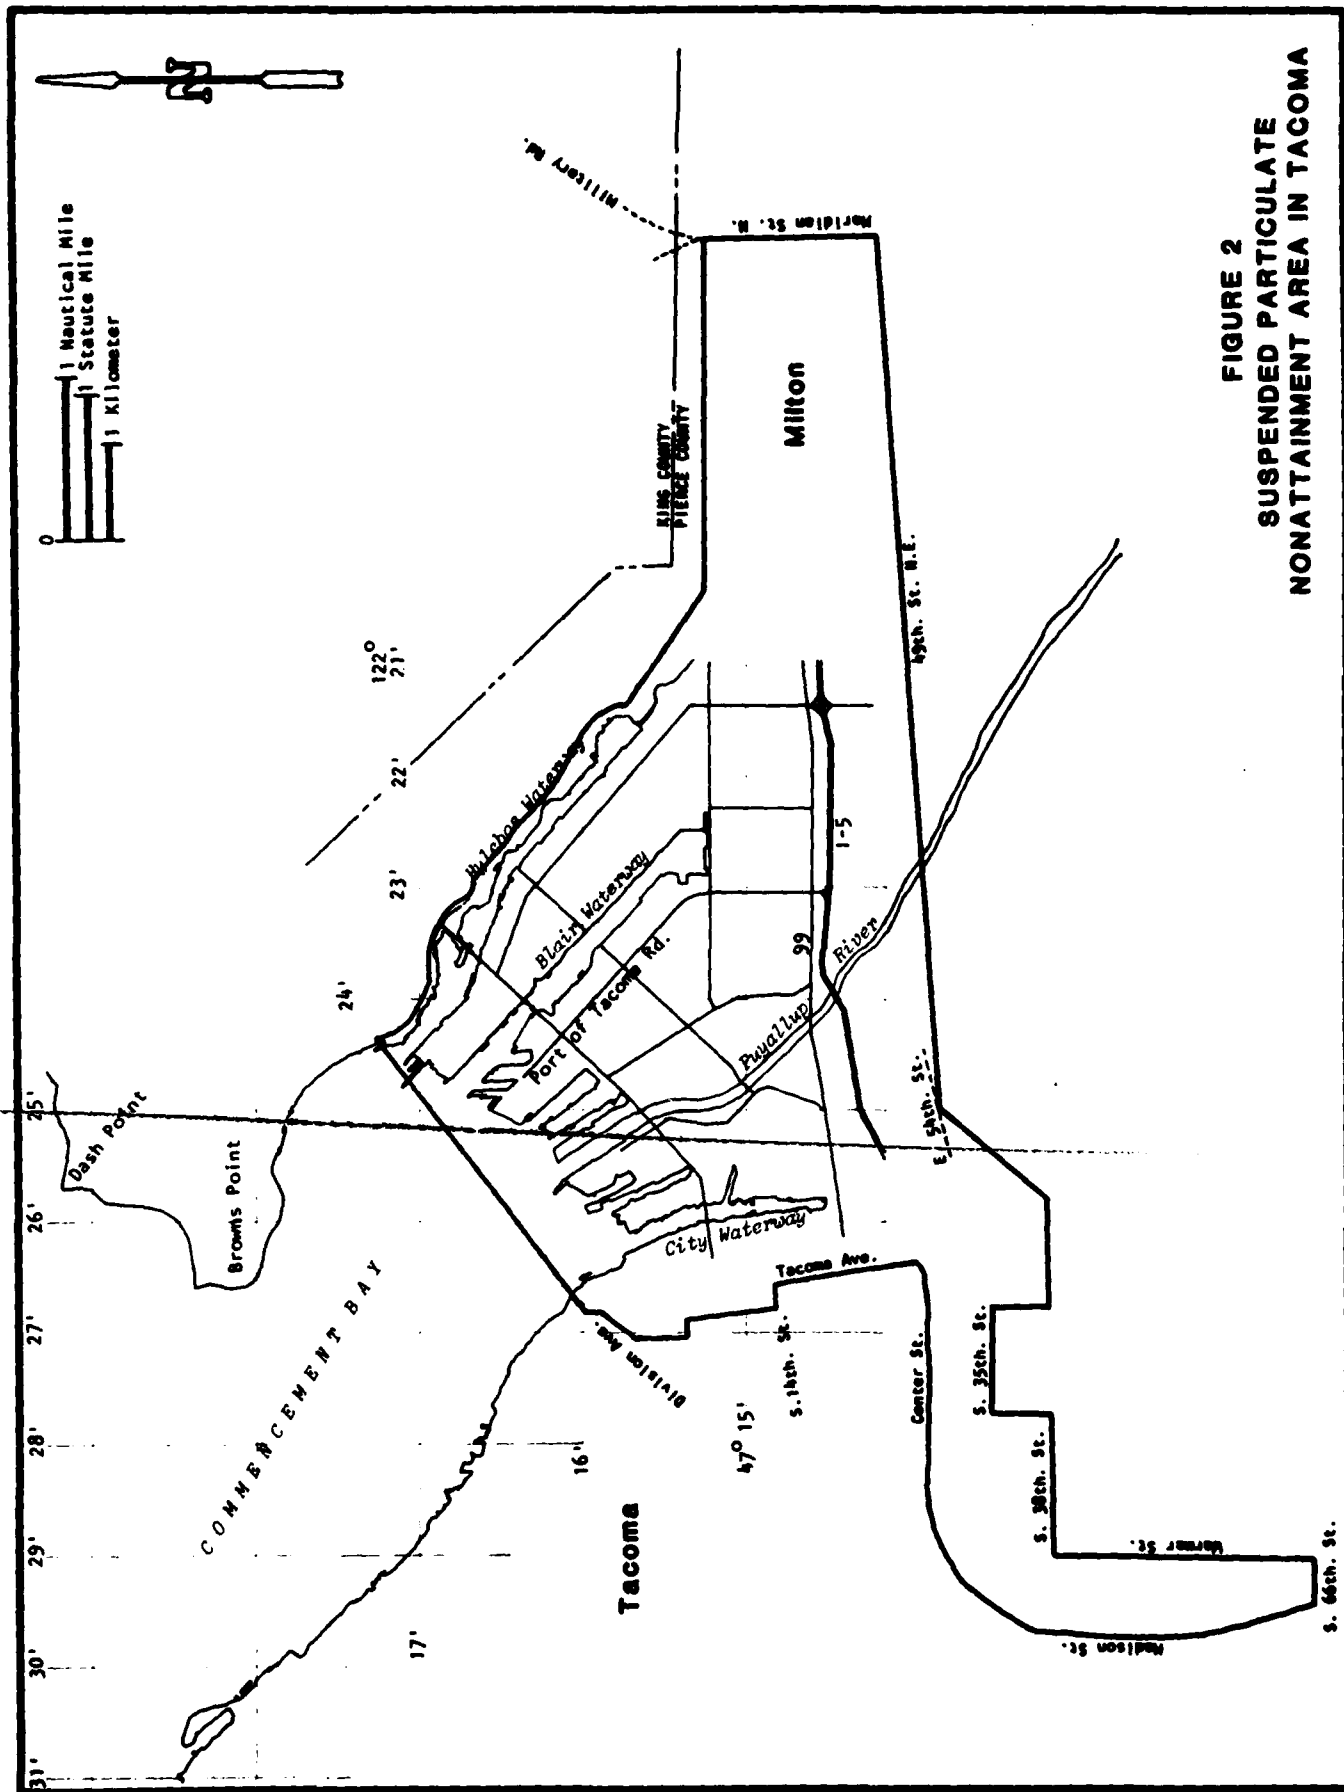 N
0
1 Nautical Mile
1 Statute Mile
1 Kilometer
31'
30'
29'
28'
27'
26'
25'
24'
23'
22'
122°
21'
Dash Point
Browns Point
COMMENCEMENT BAY
KING COUNTY
PIERCE COUNTY
Military Rd.
Meridian St. N.
Milton
Hylebos Waterway
Blair Waterway
Port of Tacoma Rd.
Puyallup River
City Waterway
99
I-5
49th. St. N.E.
E. 54th. St.
17'
16'
47° 15'
Tacoma
Division Ave.
S. 14th. St.
Tacoma Ave.
Center St.
S. 35th. St.
S. 38th. St.
Warner St.
Madison St.
S. 66th. St.
FIGURE 2
SUSPENDED PARTICULATE
NONATTAINMENT AREA IN TACOMA